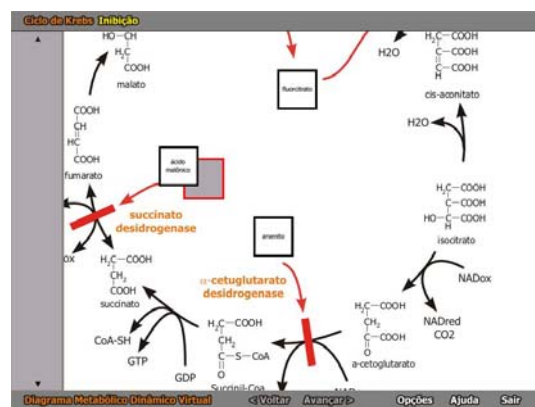 Ciclo de Krebs Inibição
HO－CH
H₂C
COOH
malato
COOH
CH
HC
COOH
fumarato
succinato
desidrogenase
ox
H₂C－COOH
CH₂
COOH
succinato
CoA-SH
GTP
GDP
ácido
malônico
fluorcitrato
arsenito
α-cetuglutarato
desidrogenase
H₂C－COOH
CH₂
C－S－CoA
O
Succinil-Coa
H₂C－COOH
CH₂
C－COOH
O
a-cetoglutarato
H2O
H₂C－COOH
C－COOH
C－COOH
H
cis-aconitato
H2O
H₂C－COOH
C－COOH
HO－C－COOH
H
isocitrato
NADox
NADred
CO2
Diagrama Metabólico Dinâmico Virtual <<Voltar Avançar>> Opções Ajuda Sair